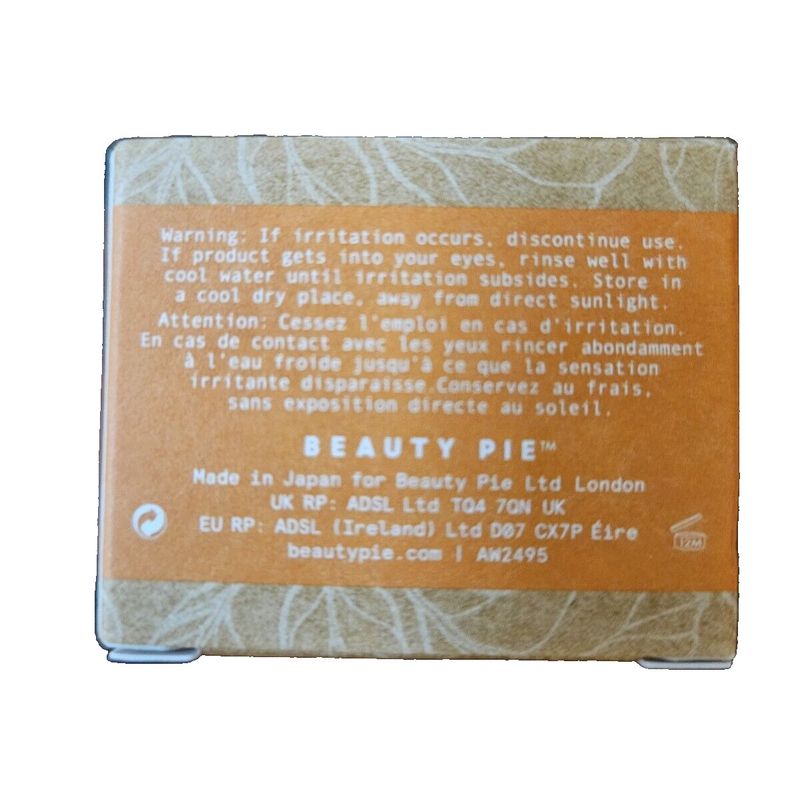 Warning: If irritation occurs, discontinue use.
If product gets into your eyes, rinse well with
cool water until irritation subsides. Store in
a cool dry place, away from direct sunlight.
Attention: Cessez l'emploi en cas d'irritation.
En cas de contact avec les yeux rincer abondamment
à l'eau froide jusqu'à ce que la sensation
irritante disparaisse.Conservez au frais,
sans exposition directe au soleil.
BEAUTY PIE™
Made in Japan for Beauty Pie Ltd London
UK RP: ADSL Ltd TQ4 7QN UK
EU RP: ADSL (Ireland) Ltd D07 CX7P Éire
beautypie.com | AW2495
12M